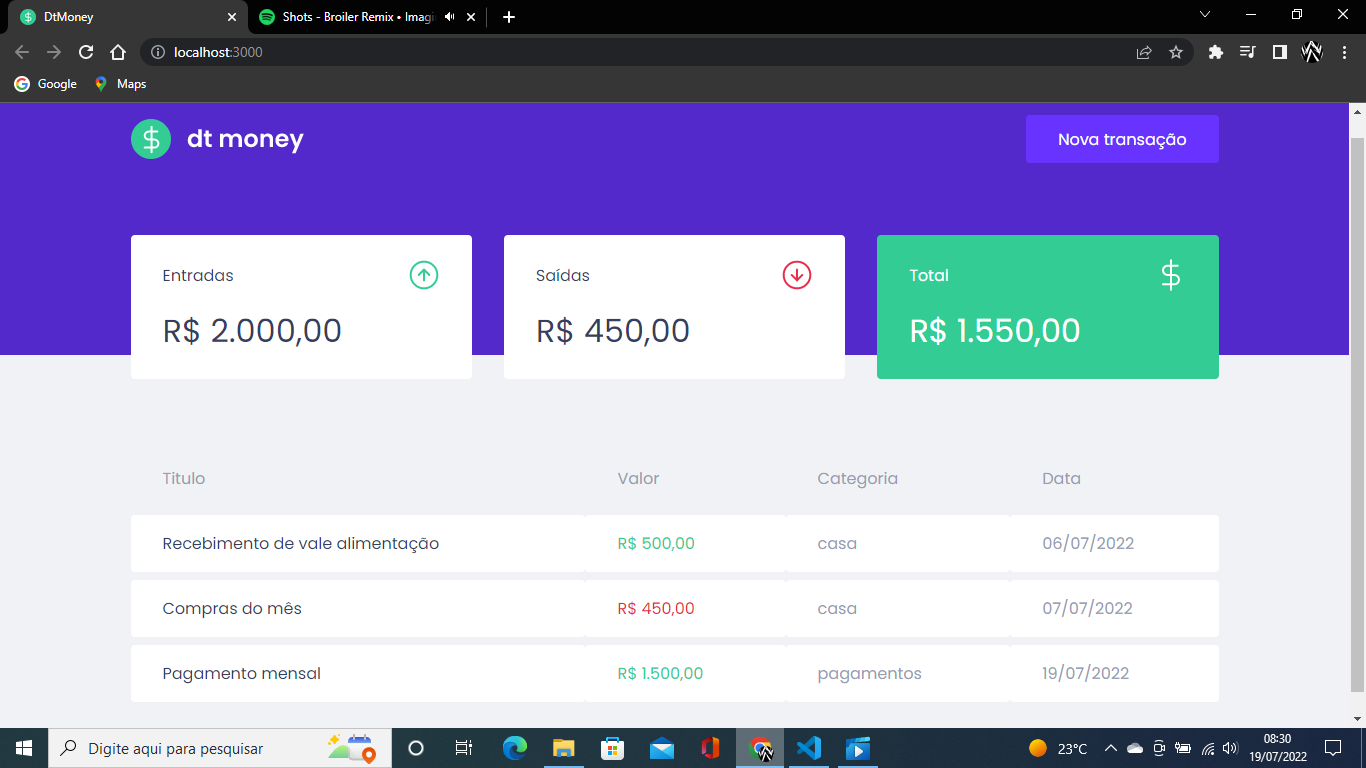 DtMoney
Shots - Broiler Remix • Imagi
localhost:3000
Google
Maps
dt money
Nova transação
Entradas
Saídas
Total
R$ 2.000,00
R$ 450,00
R$ 1.550,00
Titulo
Valor
Categoria
Data
Recebimento de vale alimentação
R$ 500,00
casa
06/07/2022
Compras do mês
R$ 450,00
casa
07/07/2022
Pagamento mensal
R$ 1.500,00
pagamentos
19/07/2022
Digite aqui para pesquisar
23°C
08:30
19/07/2022